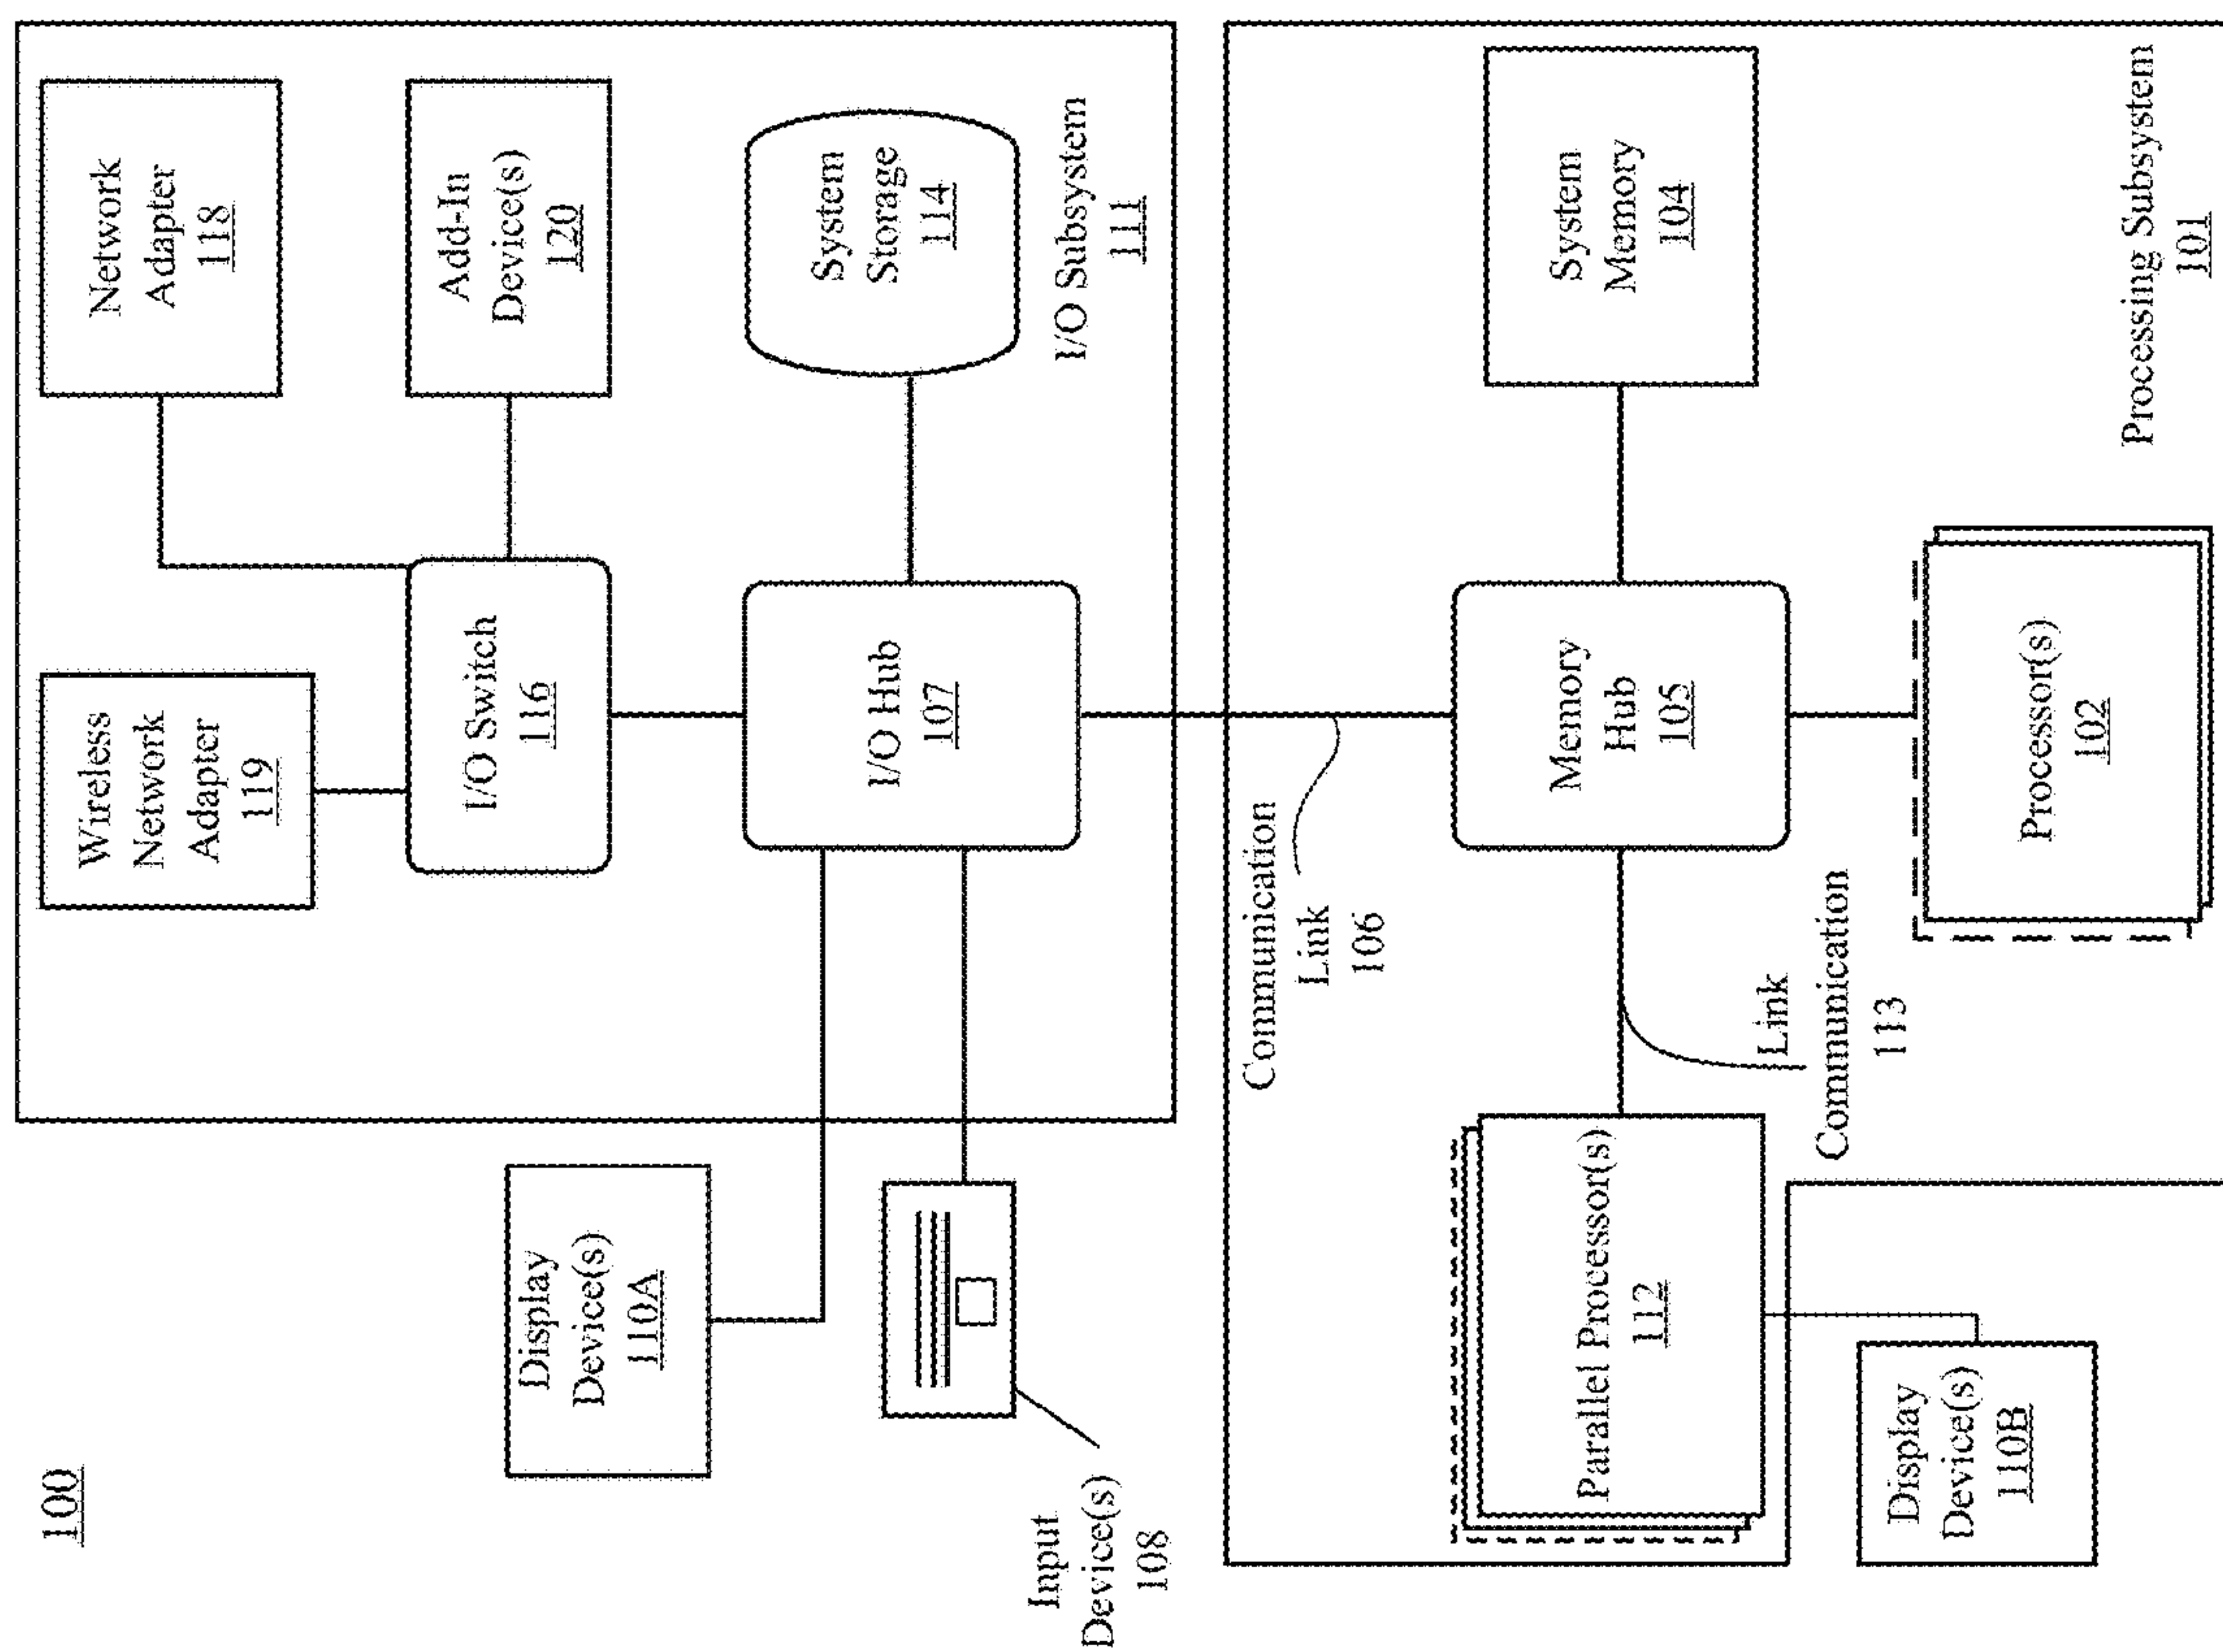 100
Wireless
Network
Adapter
119
Network
Adapter
118
I/O Switch
116
Add-In
Device(s)
120
Display
Device(s)
110A
I/O Hub
107
System
Storage
114
Input
Device(s)
108
I/O Subsystem
111
Communication
Link
106
Parallel Processor(s)
112
Memory
Hub
105
System
Memory
104
Link
Communication
113
Display
Device(s)
110B
Processor(s)
102
Processing Subsystem
101